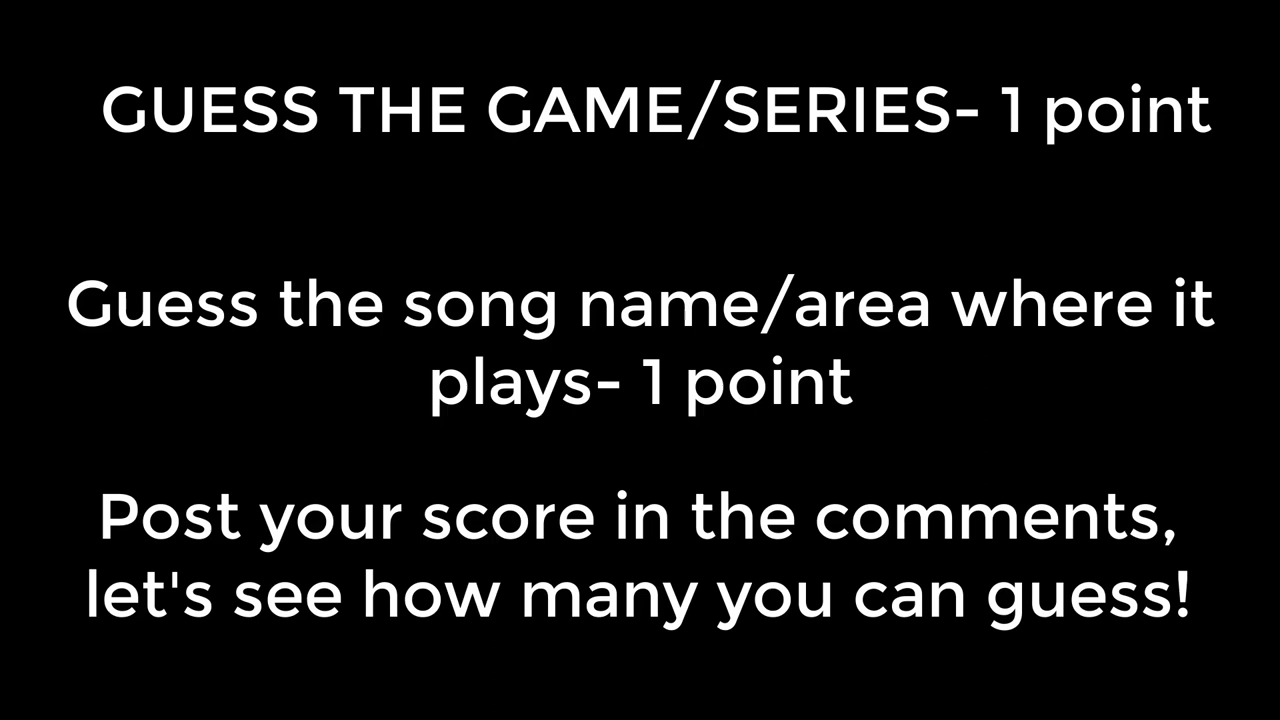 GUESS THE GAME/SERIES- 1 point
Guess the song name/area where it
plays- 1 point
Post your score in the comments,
let's see how many you can guess!